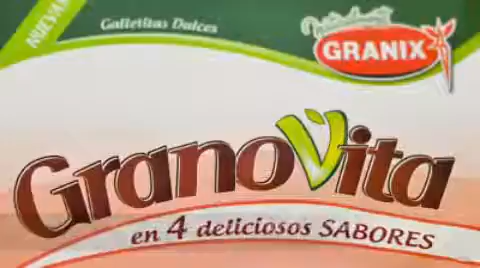 NUEVAS
Galletitas Dulces
GRANIX
GranoVita
en 4 deliciosos SABORES